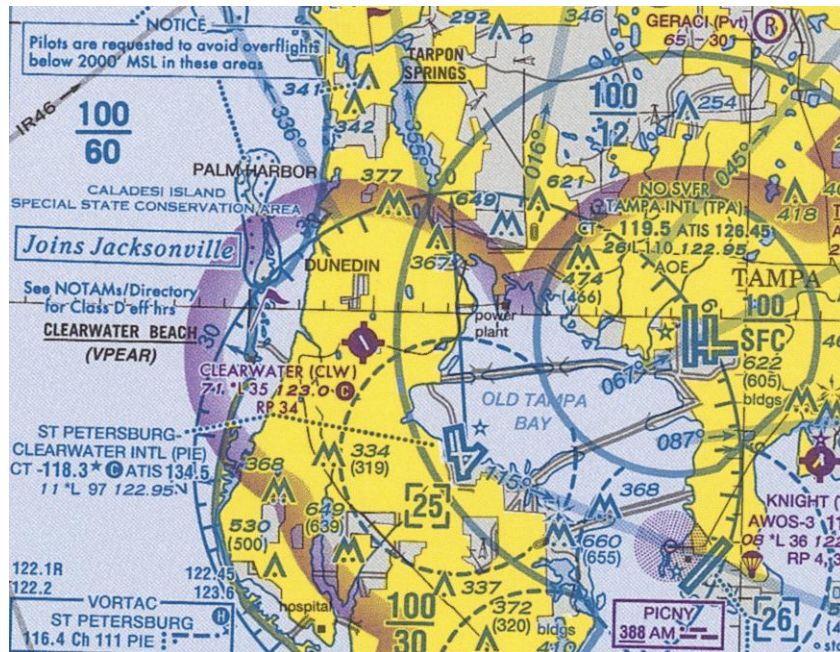 NOTICE
Pilots are requested to avoid overflights
below 2000' MSL in these areas
292
346
GERACI (Pvt)
65 - 30
R
TARPON
SPRINGS
341
342
IR46
100
60
336°
355°
016°
100
12
254
045°
PALM HARBOR
CALADESI ISLAND
SPECIAL STATE CONSERVATION AREA
377
649
621
NO SVFR
TAMPA INTL (TPA)
CT - 119.5 ATIS 126.45
26 L 110 122.95
AOE
418
Joins Jacksonville
367
474
(466)
DUNEDIN
TAMPA
See NOTAMs/Directory
for Class D eff hrs
power
plant
100
SFC
CLEARWATER BEACH
(VPEAR)
30
CLEARWATER (CLW)
71 *L 35 123.0 C
RP 34
622
(605)
bldgs
067°
OLD TAMPA
BAY
087°
ST PETERSBURG-
CLEARWATER INTL (PIE)
CT -118.3 ★ C ATIS 134.5
11 *L 97 122.95
334
(319)
368
115°
368
25
649
(639)
530
(500)
660
(655)
KNIGHT (
AWOS-3
08 *L 36 122
RP 4, 3
122.1R
122.2
122.45
123.6
337
VORTAC
ST PETERSBURG
116.4 Ch 111 PIE
H
hospital
100
30
372
(320)
bldgs
PICNY
388 AM
26